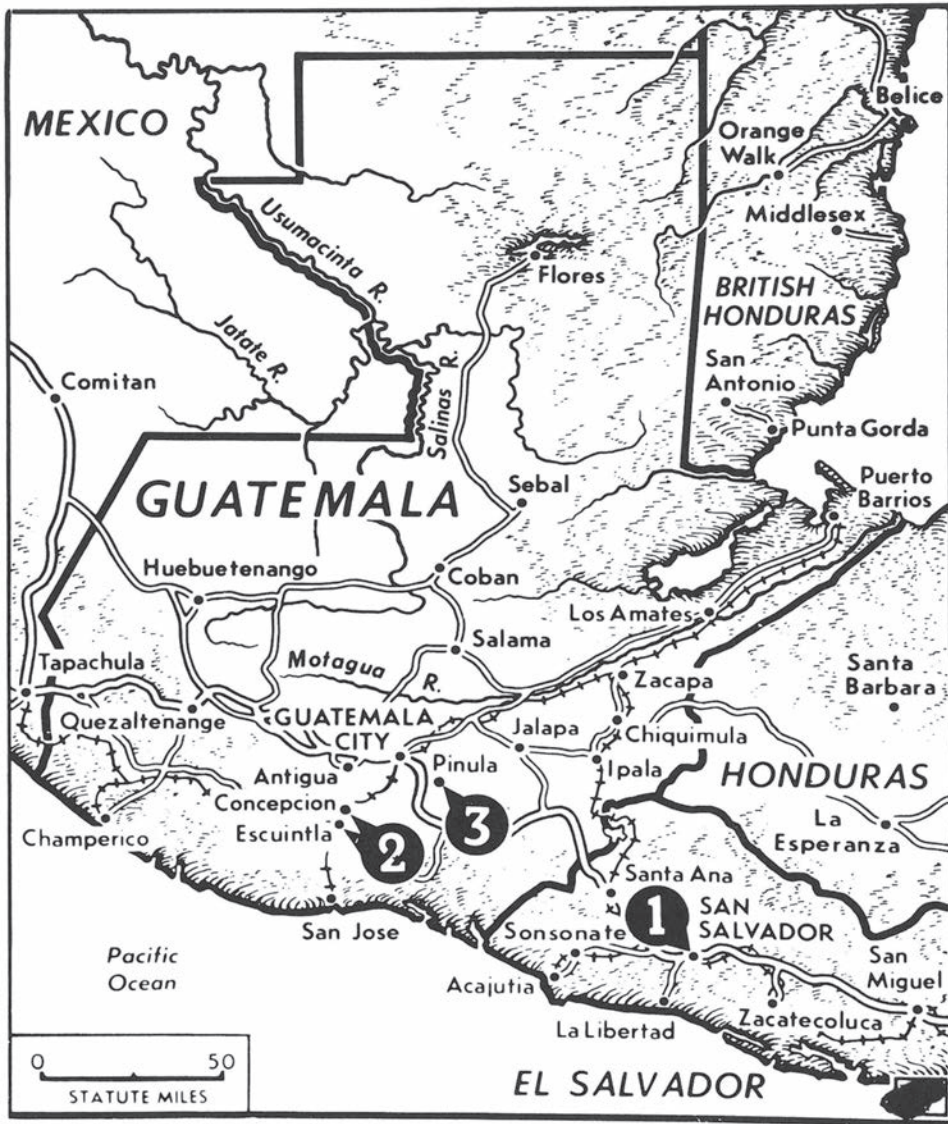 MEXICO
Belice
Orange
Walk
Middlesex
Usumacinta R.
Flores
BRITISH
HONDURAS
Jatate R.
San
Antonio
Comitan
Salinas R.
Punta Gorda
GUATEMALA
Sebal
Puerto
Barrios
Huebuetenango
Coban
Los Amates
Salama
Motagua R.
Tapachula
Zacapa
Santa
Barbara
Quezaltenange
GUATEMALA
CITY
Jalapa
Chiquimula
Antigua
Pinula
Ipala
HONDURAS
Concepcion
Escuintla
2
3
Champerico
La
Esperanza
Santa Ana
1
SAN
SALVADOR
San Jose
Sonsonate
San
Miguel
Pacific
Ocean
Acajutia
La Libertad
Zacatecoluca
0 50
STATUTE MILES
EL SALVADOR